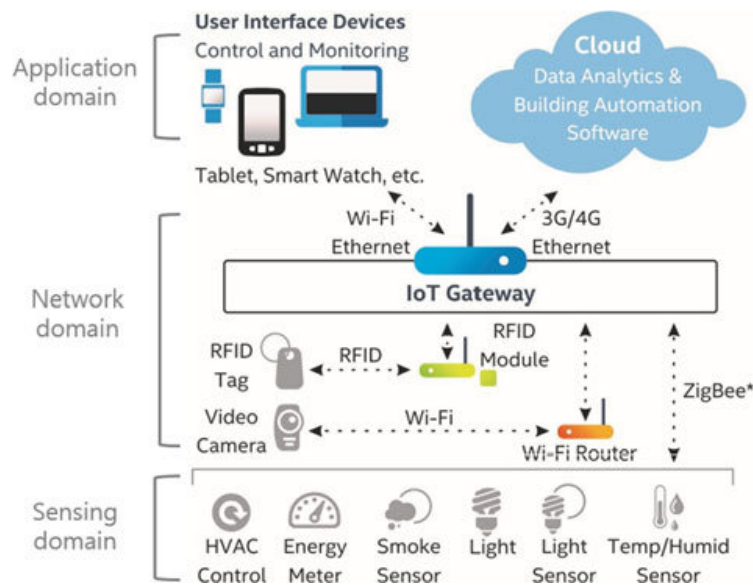 User Interface Devices
Control and Monitoring
Application
domain
Cloud
Data Analytics &
Building Automation
Software
Tablet, Smart Watch, etc.
Wi-Fi
3G/4G
Ethernet
Ethernet
IoT Gateway
Network
domain
RFID
Tag
RFID
RFID
Module
ZigBee*
Video
Camera
Wi-Fi
Wi-Fi Router
Sensing
domain
HVAC
Control
Energy
Meter
Smoke
Sensor
Light
Light
Sensor
Temp/Humid
Sensor